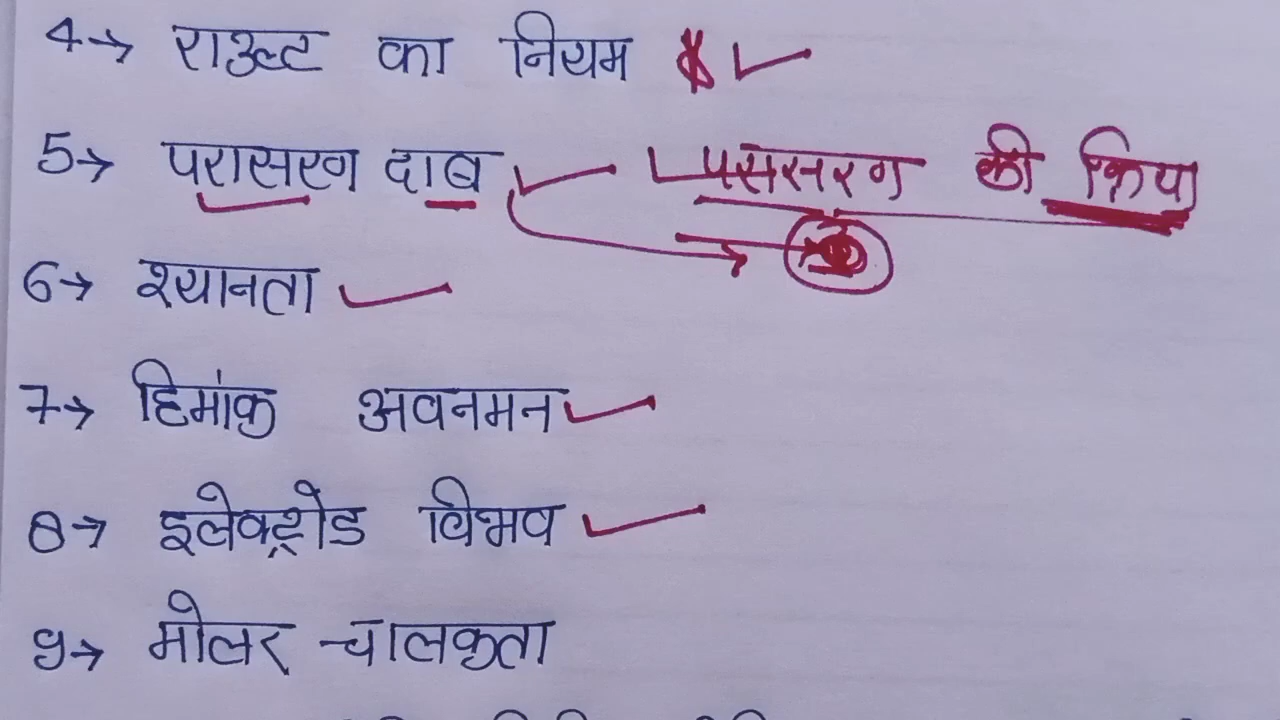 4→ राउल्ट का नियम
5→ परासरण दाब परासरण की क्रिया
6→ श्यानता
7→ हिमांक अवनमन
8→ इलेक्ट्रोड विभव
9→ मोलर चालकता